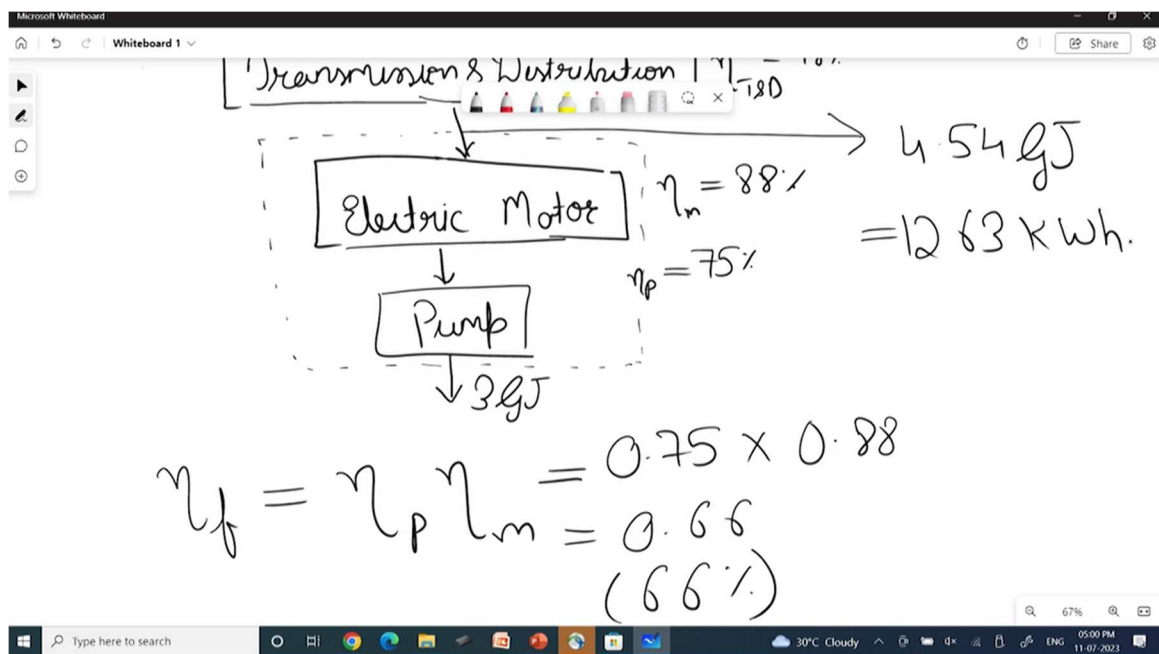 Microsoft Whiteboard
Whiteboard 1
Share
Transmission & Distribution η T&D =
4.54 GJ
= 1263 kWh.
Electric Motor
ηm = 88%
ηp = 75%
Pump
3 GJ
ηf = ηp ηm = 0.75 × 0.88
= 0.66
(66%)
67%
Type here to search
30°C Cloudy
ENG
05:00 PM
11-07-2023